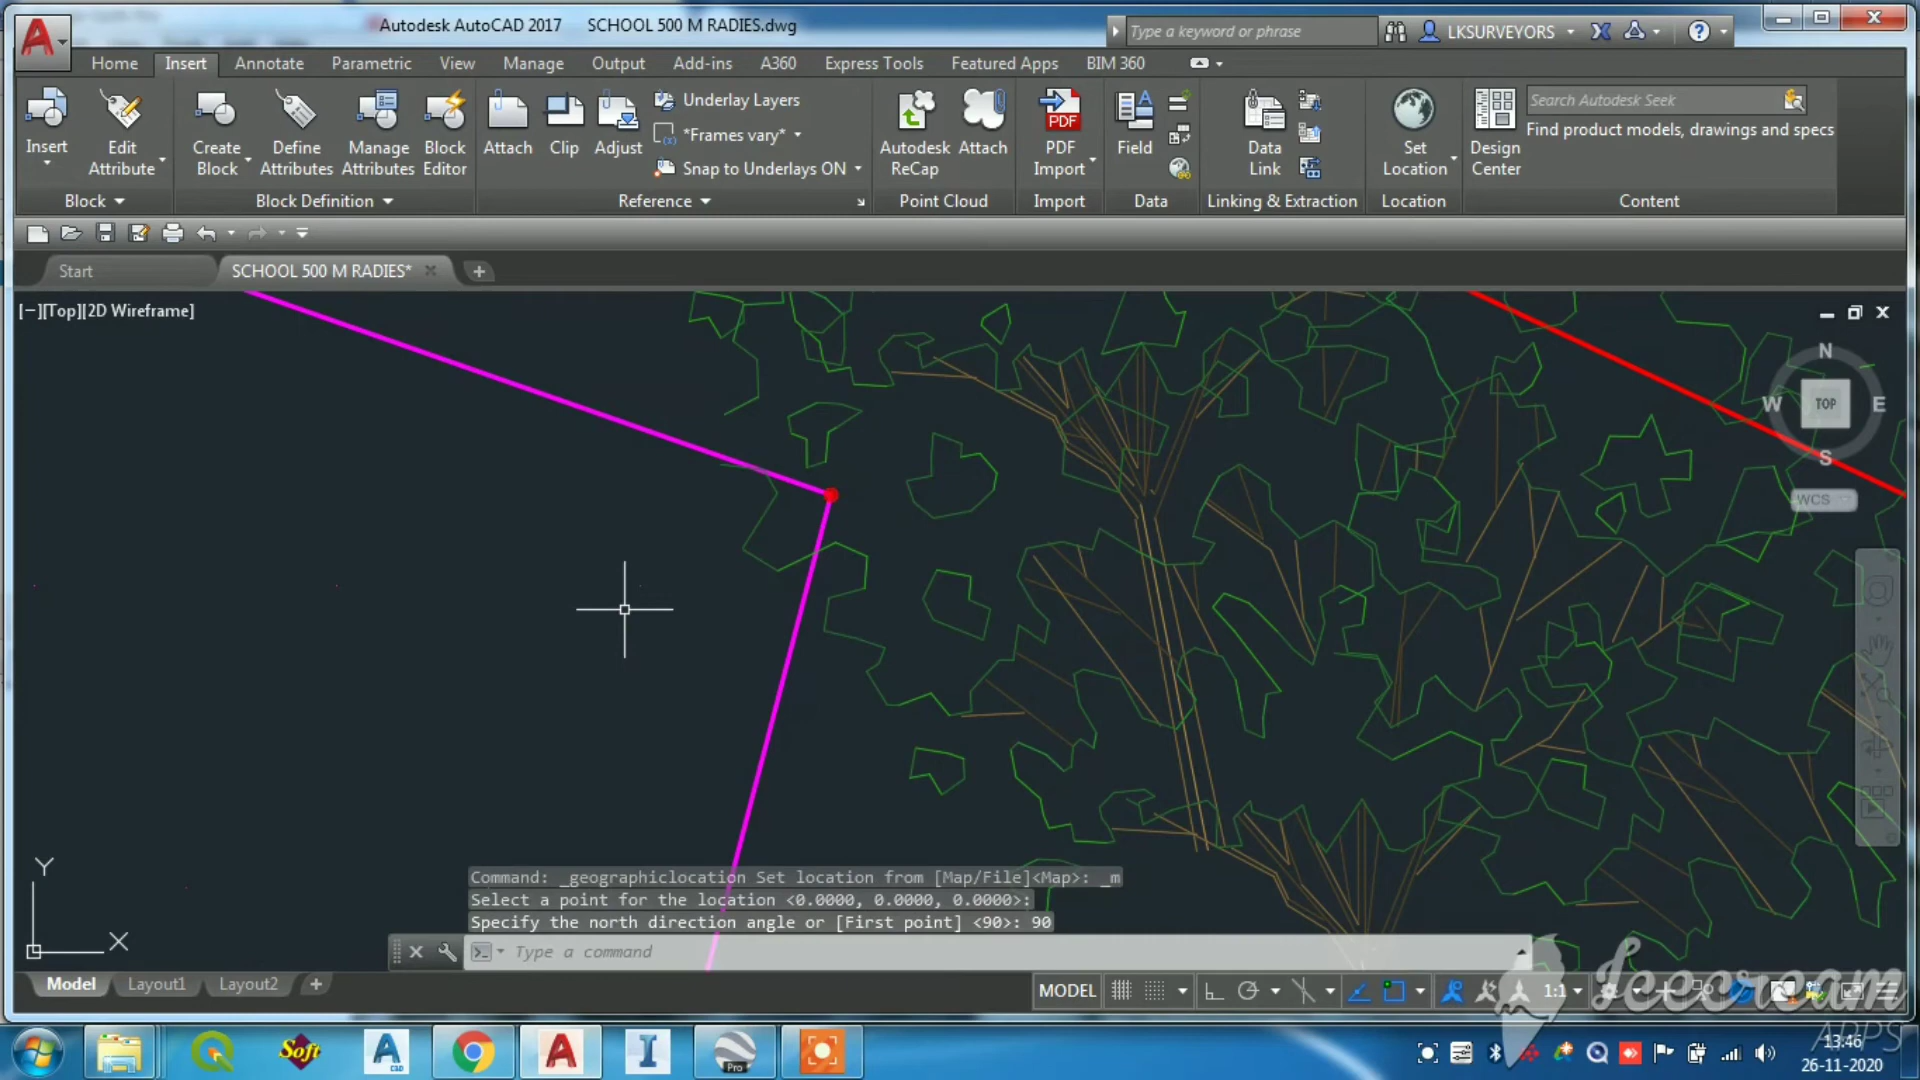 Autodesk AutoCAD 2017 SCHOOL 500 M RADIES.dwg
Type a keyword or phrase
LKSURVEYORS
Home Insert Annotate Parametric View Manage Output Add-ins A360 Express Tools Featured Apps BIM 360
Insert
Edit
Attribute
Create
Block
Define
Attributes
Manage
Attributes
Block
Editor
Attach
Clip
Adjust
Underlay Layers
*Frames vary*
Snap to Underlays ON
Autodesk
ReCap
Attach
PDF
PDF
Import
Field
Data
Link
Set
Location
Design
Center
Search Autodesk Seek
Find product models, drawings and specs
Block
Block Definition
Reference
Point Cloud
Import
Data
Linking & Extraction
Location
Content
Start
SCHOOL 500 M RADIES*
[−][Top][2D Wireframe]
N
W TOP E
S
WCS
Y
X
Command: _geographiclocation Set location from [Map/File]<Map>: _m
Select a point for the location <0.0000, 0.0000, 0.0000>:
Specify the north direction angle or [First point] <90>: 90
Type a command
Model Layout1 Layout2
MODEL
1:1
Icecream
APPS
Soft
A
CAD
A
I
Pro
13:46
26-11-2020